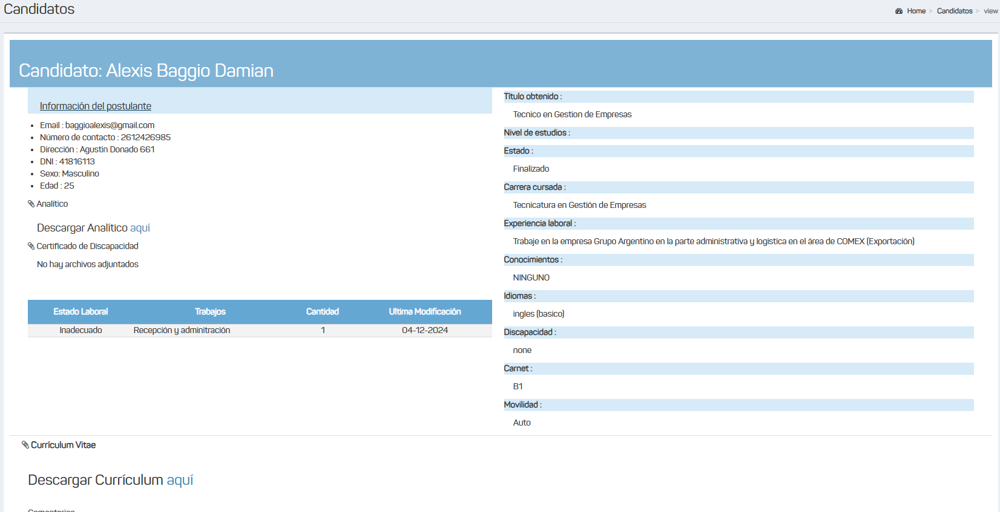 Candidatos
Home > Candidatos > view
Candidato: Alexis Baggio Damian
Información del postulante
Email : baggioalexis@gmail.com
Número de contacto : 2612426985
Dirección : Agustin Donado 661
DNI : 41816113
Sexo: Masculino
Edad : 25
Analítico
Descargar Analítico aquí
Certificado de Discapacidad
No hay archivos adjuntados
Estado Laboral Trabajos Cantidad Ultima Modificación
Inadecuado Recepción y adminitración 1 04-12-2024
Título obtenido :
Tecnico en Gestion de Empresas
Nivel de estudios :
Estado :
Finalizado
Carrera cursada :
Tecnicatura en Gestión de Empresas
Experiencia laboral :
Trabaje en la empresa Grupo Argentino en la parte administrativa y logística en el área de COMEX (Exportación)
Conocimientos :
NINGUNO
Idiomas :
ingles (basico)
Discapacidad :
none
Carnet :
B1
Movilidad :
Auto
Currículum Vitae
Descargar Currículum aquí